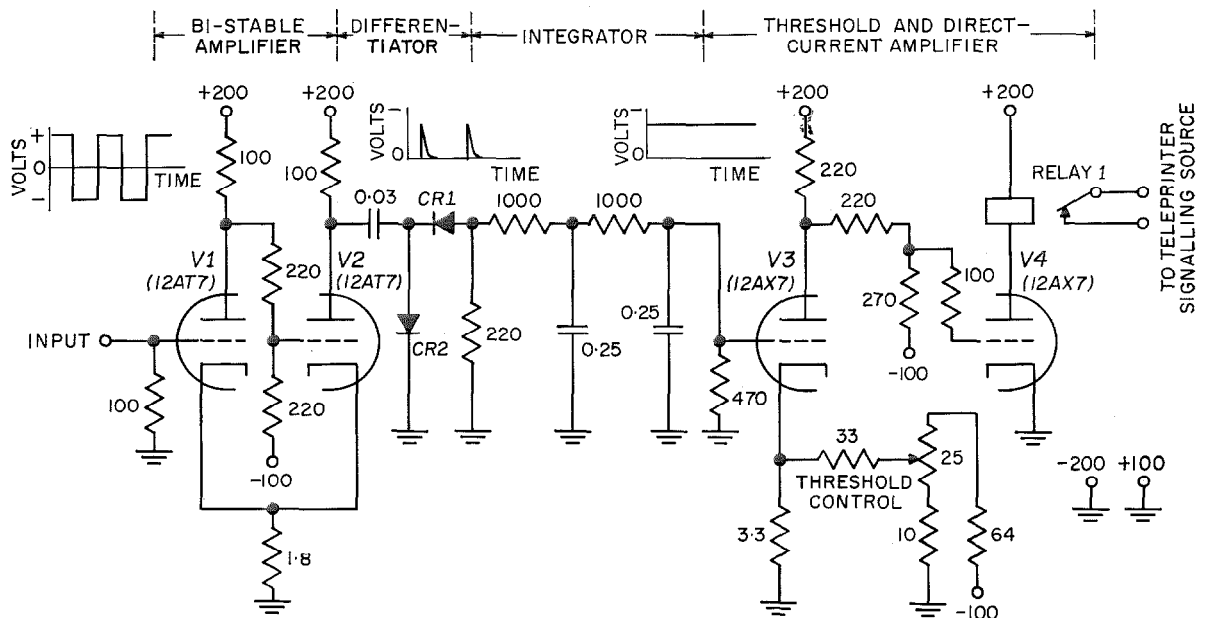 BI-STABLE
AMPLIFIER
DIFFEREN-
TIATOR
INTEGRATOR
THRESHOLD AND DIRECT-
CURRENT AMPLIFIER
+200
+200
+200
+200
VOLTS
+
0
-
TIME
100
100
VOLTS
1
0
TIME
VOLTS
1
0
TIME
220
RELAY 1
TO TELEPRINTER
SIGNALLING SOURCE
0·03
CR1
1000
1000
220
V1
(12AT7)
220
V2
(12AT7)
V3
(12AX7)
270
100
V4
(12AX7)
INPUT
CR2
220
0·25
0·25
-100
100
220
470
-100
33
THRESHOLD
CONTROL
25
-200
+100
1·8
3·3
10
64
-100